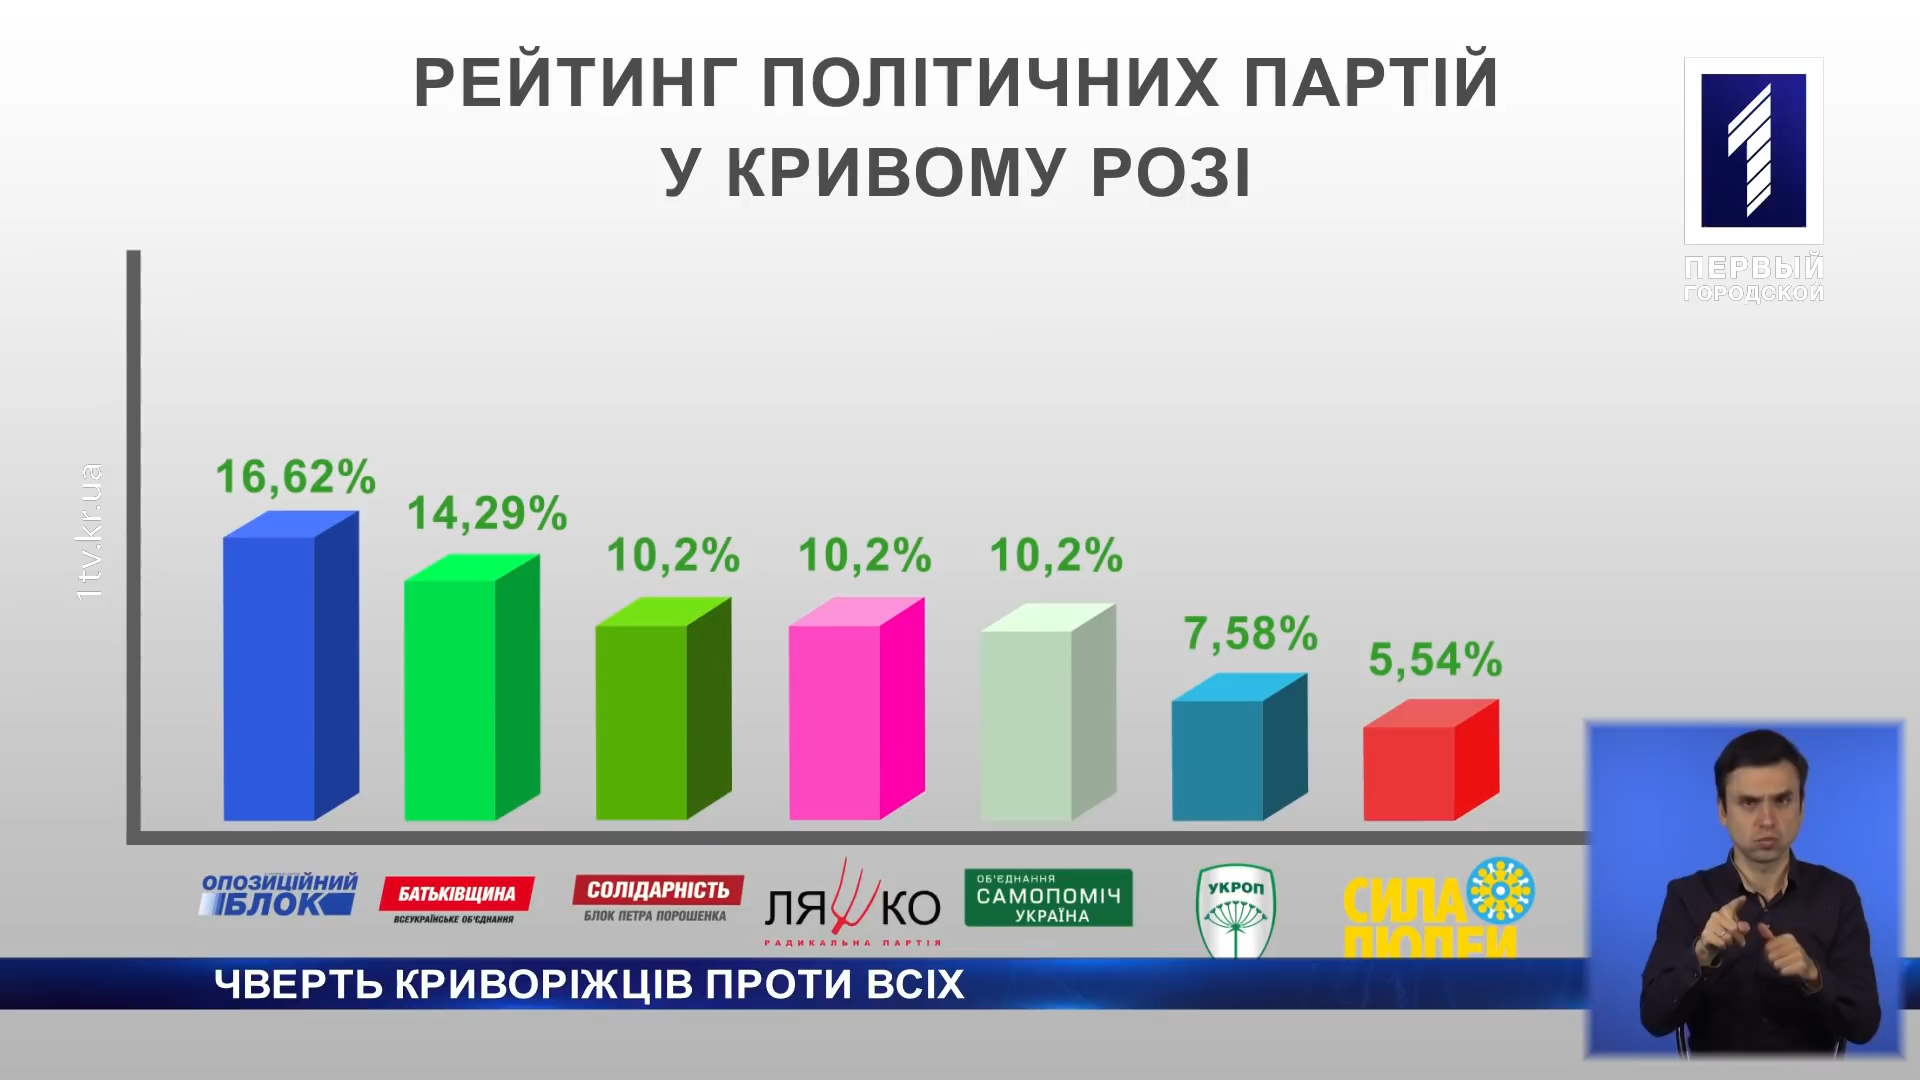 РЕЙТИНГ ПОЛІТИЧНИХ ПАРТІЙ
У КРИВОМУ РОЗІ
1
ПЕРВЫЙ
ГОРОДСКОЙ
1tv.kr.ua
16,62%
14,29%
10,2%
10,2%
10,2%
7,58%
5,54%
ОПОЗИЦІЙНИЙ
БЛОК
БАТЬКІВЩИНА
ВСЕУКРАЇНСЬКЕ ОБ'ЄДНАННЯ
СОЛІДАРНІСТЬ
БЛОК ПЕТРА ПОРОШЕНКА
ЛЯШКО
РАДИКАЛЬНА ПАРТІЯ
ОБ'ЄДНАННЯ
САМОПОМІЧ
УКРАЇНА
УКРОП
СИЛА
ЛЮДЕЙ
ЧВЕРТЬ КРИВОРІЖЦІВ ПРОТИ ВСІХ